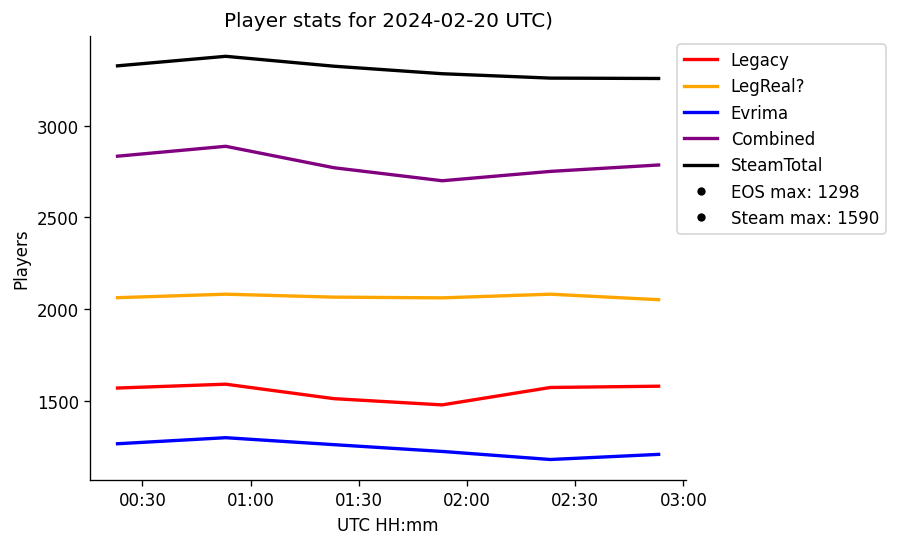 Player stats for 2024-02-20 UTC)
Legacy
LegReal?
Evrima
Combined
SteamTotal
EOS max: 1298
Steam max: 1590
Players
3000
2500
2000
1500
00:30 01:00 01:30 02:00 02:30 03:00
UTC HH:mm